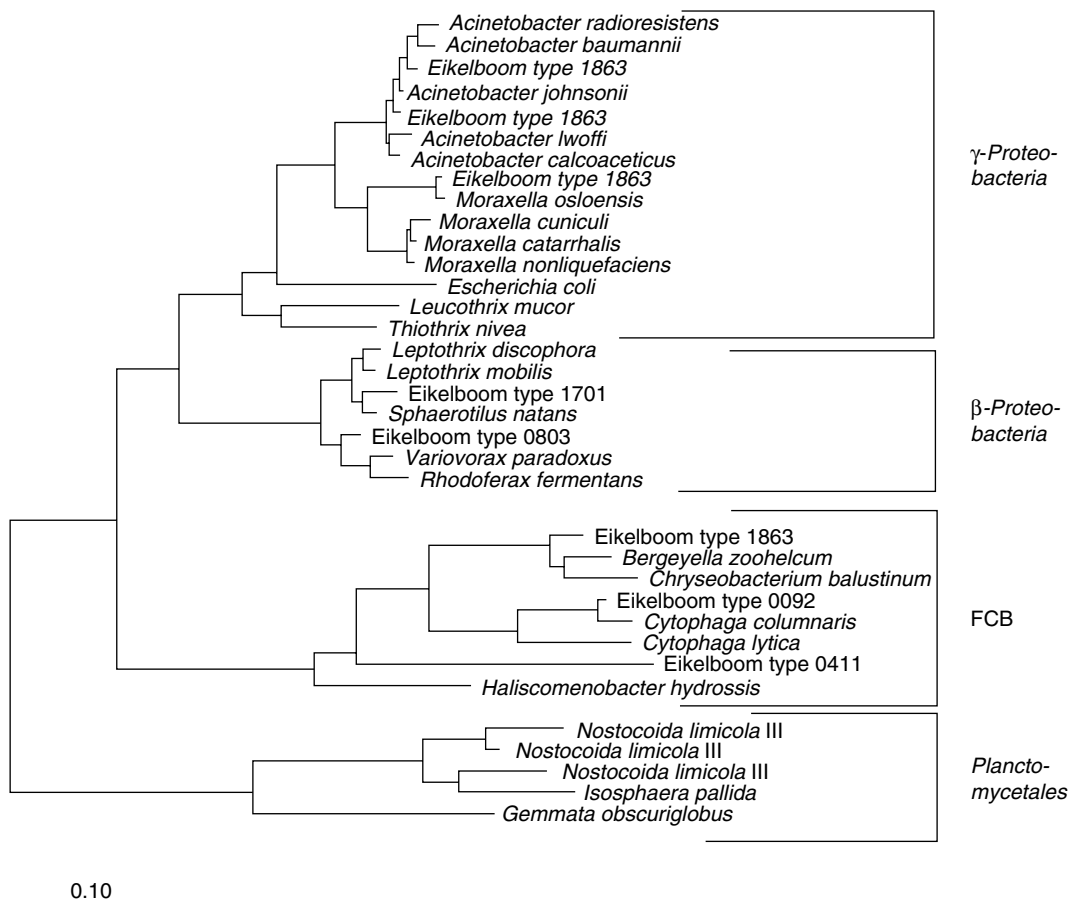 Acinetobacter radioresistens
Acinetobacter baumannii
Eikelboom type 1863
Acinetobacter johnsonii
Eikelboom type 1863
Acinetobacter lwoffi
Acinetobacter calcoaceticus
Eikelboom type 1863
Moraxella osloensis
Moraxella cuniculi
Moraxella catarrhalis
Moraxella nonliquefaciens
Escherichia coli
Leucothrix mucor
Thiothrix nivea
γ-Proteo-
bacteria
Leptothrix discophora
Leptothrix mobilis
Eikelboom type 1701
Sphaerotilus natans
Eikelboom type 0803
Variovorax paradoxus
Rhodoferax fermentans
β-Proteo-
bacteria
Eikelboom type 1863
Bergeyella zoohelcum
Chryseobacterium balustinum
Eikelboom type 0092
Cytophaga columnaris
Cytophaga lytica
Eikelboom type 0411
Haliscomenobacter hydrossis
FCB
Nostocoida limicola III
Nostocoida limicola III
Nostocoida limicola III
Isosphaera pallida
Gemmata obscuriglobus
Plancto-
mycetales
0.10